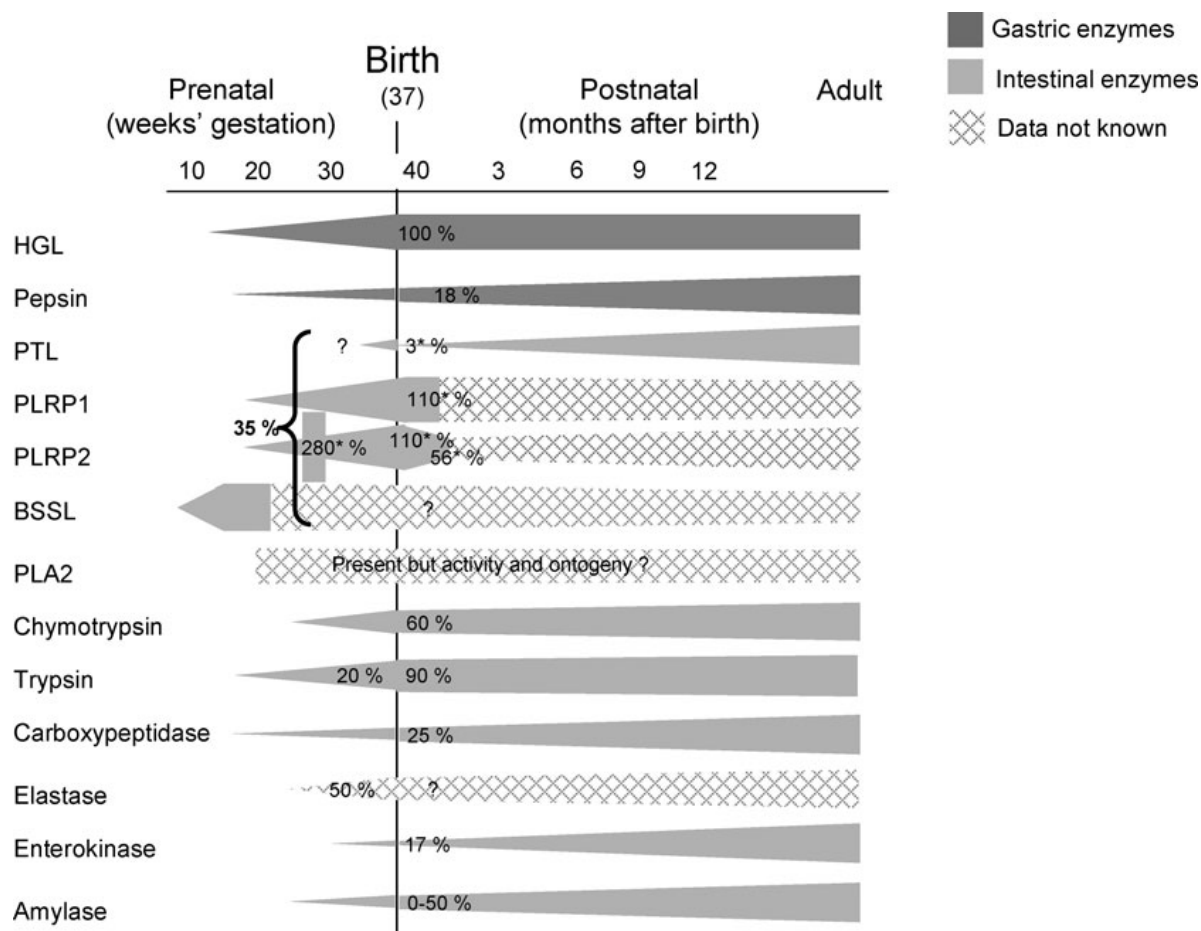 Gastric enzymes
Intestinal enzymes
Data not known
Birth
(37)
Prenatal
(weeks' gestation)
Postnatal
(months after birth)
Adult
10 20 30 40 3 6 9 12
HGL 100 %
Pepsin 18 %
PTL ? 3* %
PLRP1 110* %
35 %
PLRP2 280* % 110* % 56* %
BSSL ?
PLA2 Present but activity and ontogeny ?
Chymotrypsin 60 %
Trypsin 20 % 90 %
Carboxypeptidase 25 %
Elastase 50 % ?
Enterokinase 17 %
Amylase 0-50 %